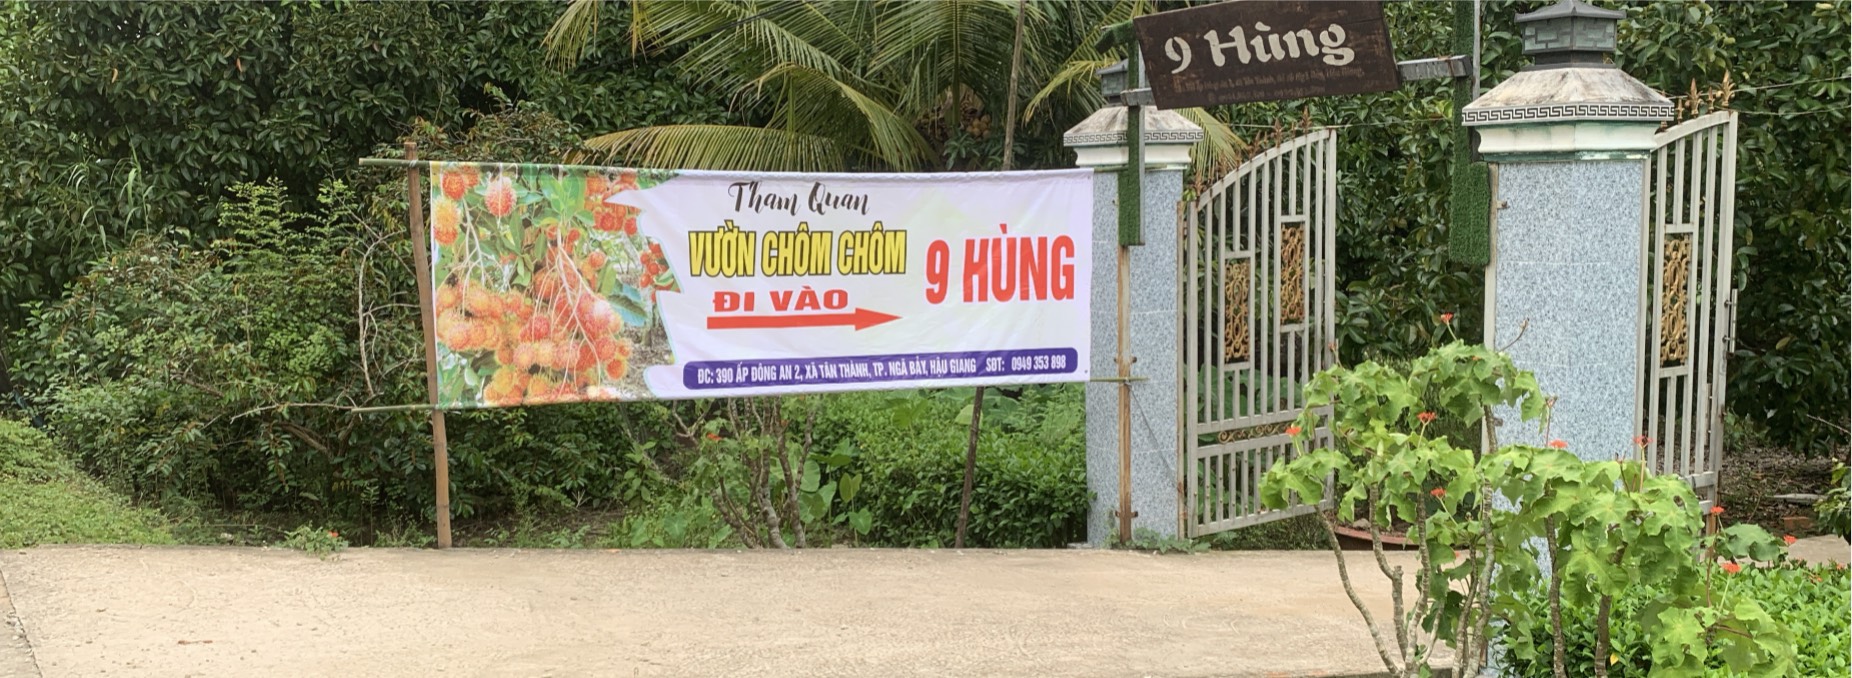 9 Hùng
Tham Quan
VƯỜN CHÔM CHÔM
ĐI VÀO
9 HÙNG
ĐC: 390 ẤP ĐÔNG AN 2, XÃ TÂN THÀNH, TP. NGÃ BẢY, HẬU GIANG SĐT: 0949 353 898